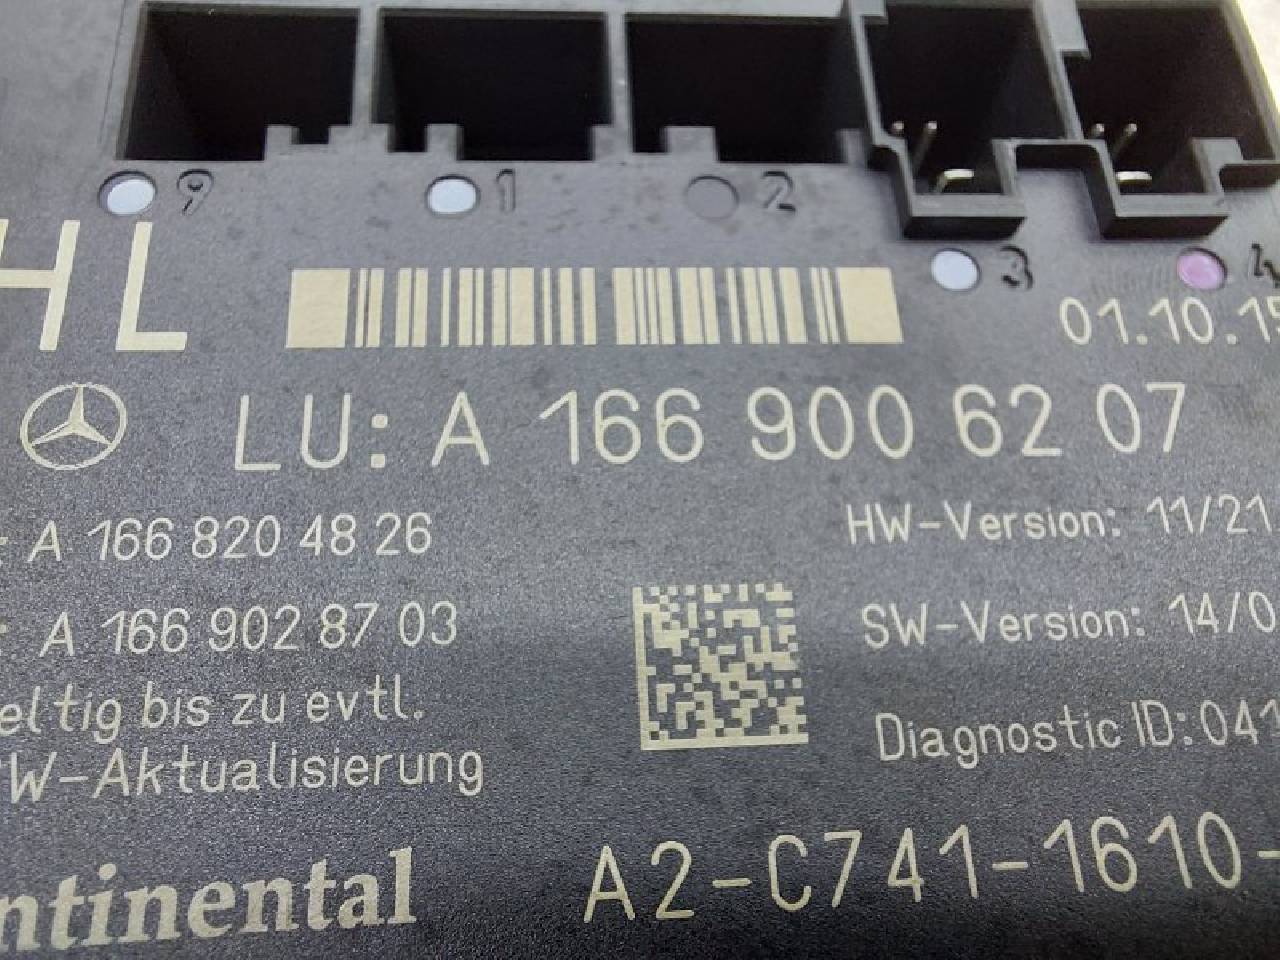 9 1 2 3 4
HL
01.10.15
LU: A 166 900 62 07
: A 166 820 48 26
HW-Version: 11/21
: A 166 902 87 03
SW-Version: 14/0
eltig bis zu evtl.
W-Aktualisierung
Diagnostic ID:041
ntinental
A2-C741-1610-